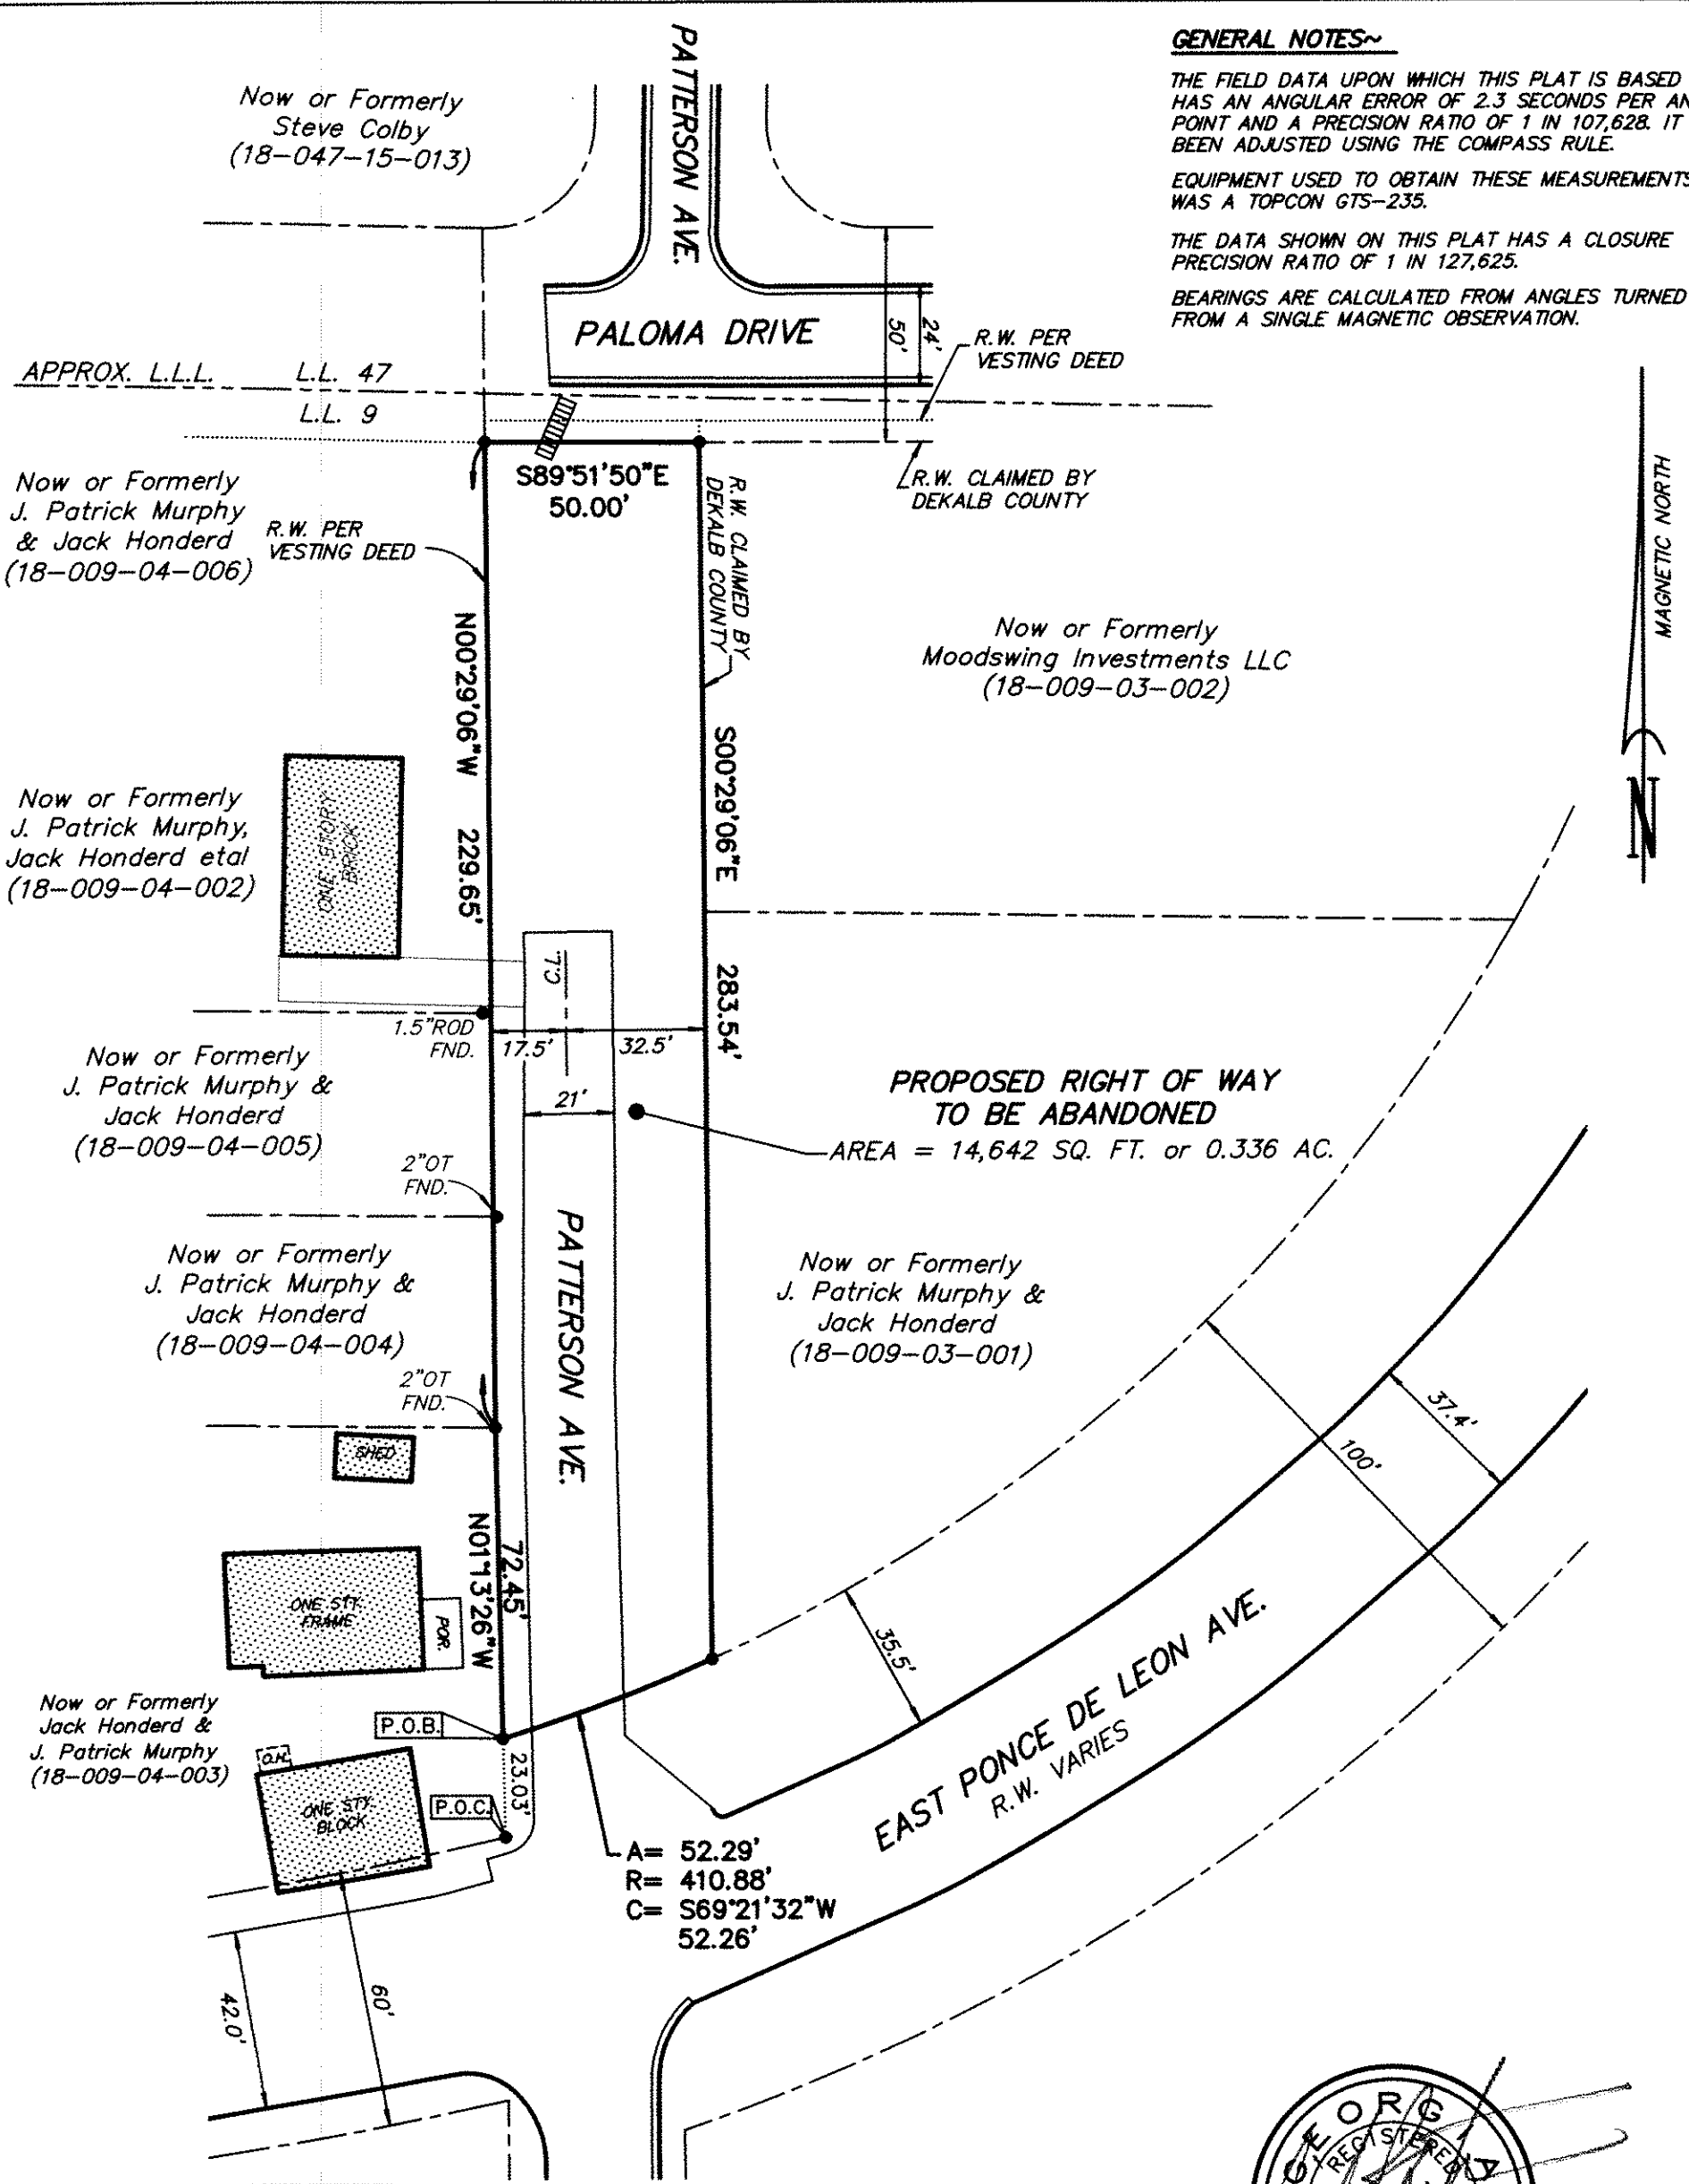 GENERAL NOTES~
THE FIELD DATA UPON WHICH THIS PLAT IS BASED
HAS AN ANGULAR ERROR OF 2.3 SECONDS PER
POINT AND A PRECISION RATIO OF 1 IN 107,628. IT
BEEN ADJUSTED USING THE COMPASS RULE.
EQUIPMENT USED TO OBTAIN THESE MEASUREMENTS
WAS A TOPCON GTS-235.
THE DATA SHOWN ON THIS PLAT HAS A CLOSURE
PRECISION RATIO OF 1 IN 127,625.
BEARINGS ARE CALCULATED FROM ANGLES TURNED
FROM A SINGLE MAGNETIC OBSERVATION.
Now or Formerly
Steve Colby
(18-047-15-013)
PATTERSON AVE.
PALOMA DRIVE
50'
24'
R.W. PER
VESTING DEED
APPROX. L.L.L.
L.L. 47
L.L. 9
S89°51'50"E
50.00'
R.W. CLAIMED BY
DEKALB COUNTY
R.W. CLAIMED BY
DEKALB COUNTY
MAGNETIC NORTH
N
Now or Formerly
J. Patrick Murphy
& Jack Honderd
(18-009-04-006)
R.W. PER
VESTING DEED
N00°29'06"W
229.65'
Now or Formerly
Moodswing Investments LLC
(18-009-03-002)
S00°29'06"E
283.54'
Now or Formerly
J. Patrick Murphy,
Jack Honderd etal
(18-009-04-002)
ONE STORY
BRICK
C.L.
1.5"ROD
FND.
17.5'
32.5'
21'
Now or Formerly
J. Patrick Murphy &
Jack Honderd
(18-009-04-005)
PROPOSED RIGHT OF WAY
TO BE ABANDONED
AREA = 14,642 SQ. FT. or 0.336 AC.
2"OT
FND.
Now or Formerly
J. Patrick Murphy &
Jack Honderd
(18-009-04-004)
PATTERSON AVE.
Now or Formerly
J. Patrick Murphy &
Jack Honderd
(18-009-03-001)
2"OT
FND.
SHED
37.4'
100'
N01°13'26"W
72.45'
ONE STY.
FRAME
POR.
35.5'
EAST PONCE DE LEON AVE.
R.W. VARIES
Now or Formerly
Jack Honderd &
J. Patrick Murphy
(18-009-04-003)
P.O.B.
O.H.
ONE STY.
BLOCK
P.O.C.
23.03'
A= 52.29'
R= 410.88'
C= S69°21'32"W
52.26'
42.0'
60'
GEORGIA
REGISTERED